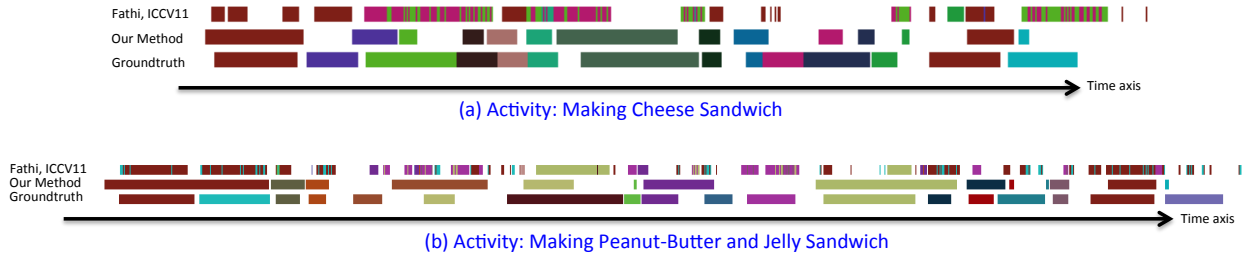 Fathi, ICCV11
Our Method
Groundtruth
Time axis
(a) Activity: Making Cheese Sandwich
Fathi, ICCV11
Our Method
Groundtruth
Time axis
(b) Activity: Making Peanut-Butter and Jelly Sandwich